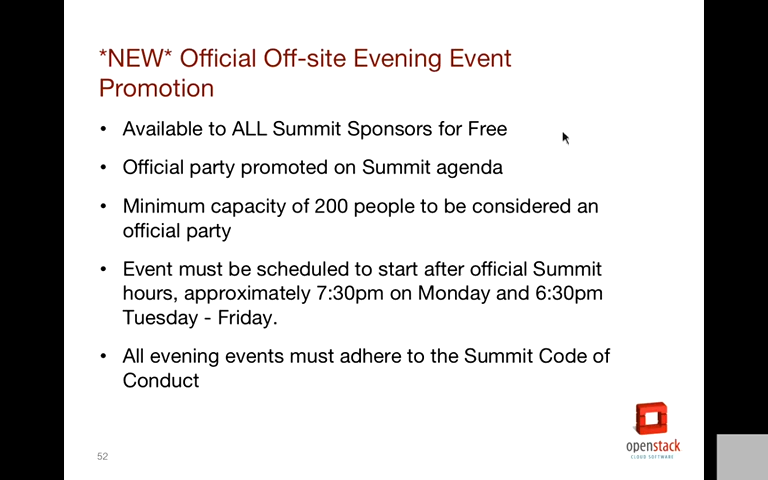 *NEW* Official Off-site Evening Event
Promotion
• Available to ALL Summit Sponsors for Free
• Official party promoted on Summit agenda
• Minimum capacity of 200 people to be considered an
official party
• Event must be scheduled to start after official Summit
hours, approximately 7:30pm on Monday and 6:30pm
Tuesday - Friday.
• All evening events must adhere to the Summit Code of
Conduct
openstack
CLOUD SOFTWARE
52